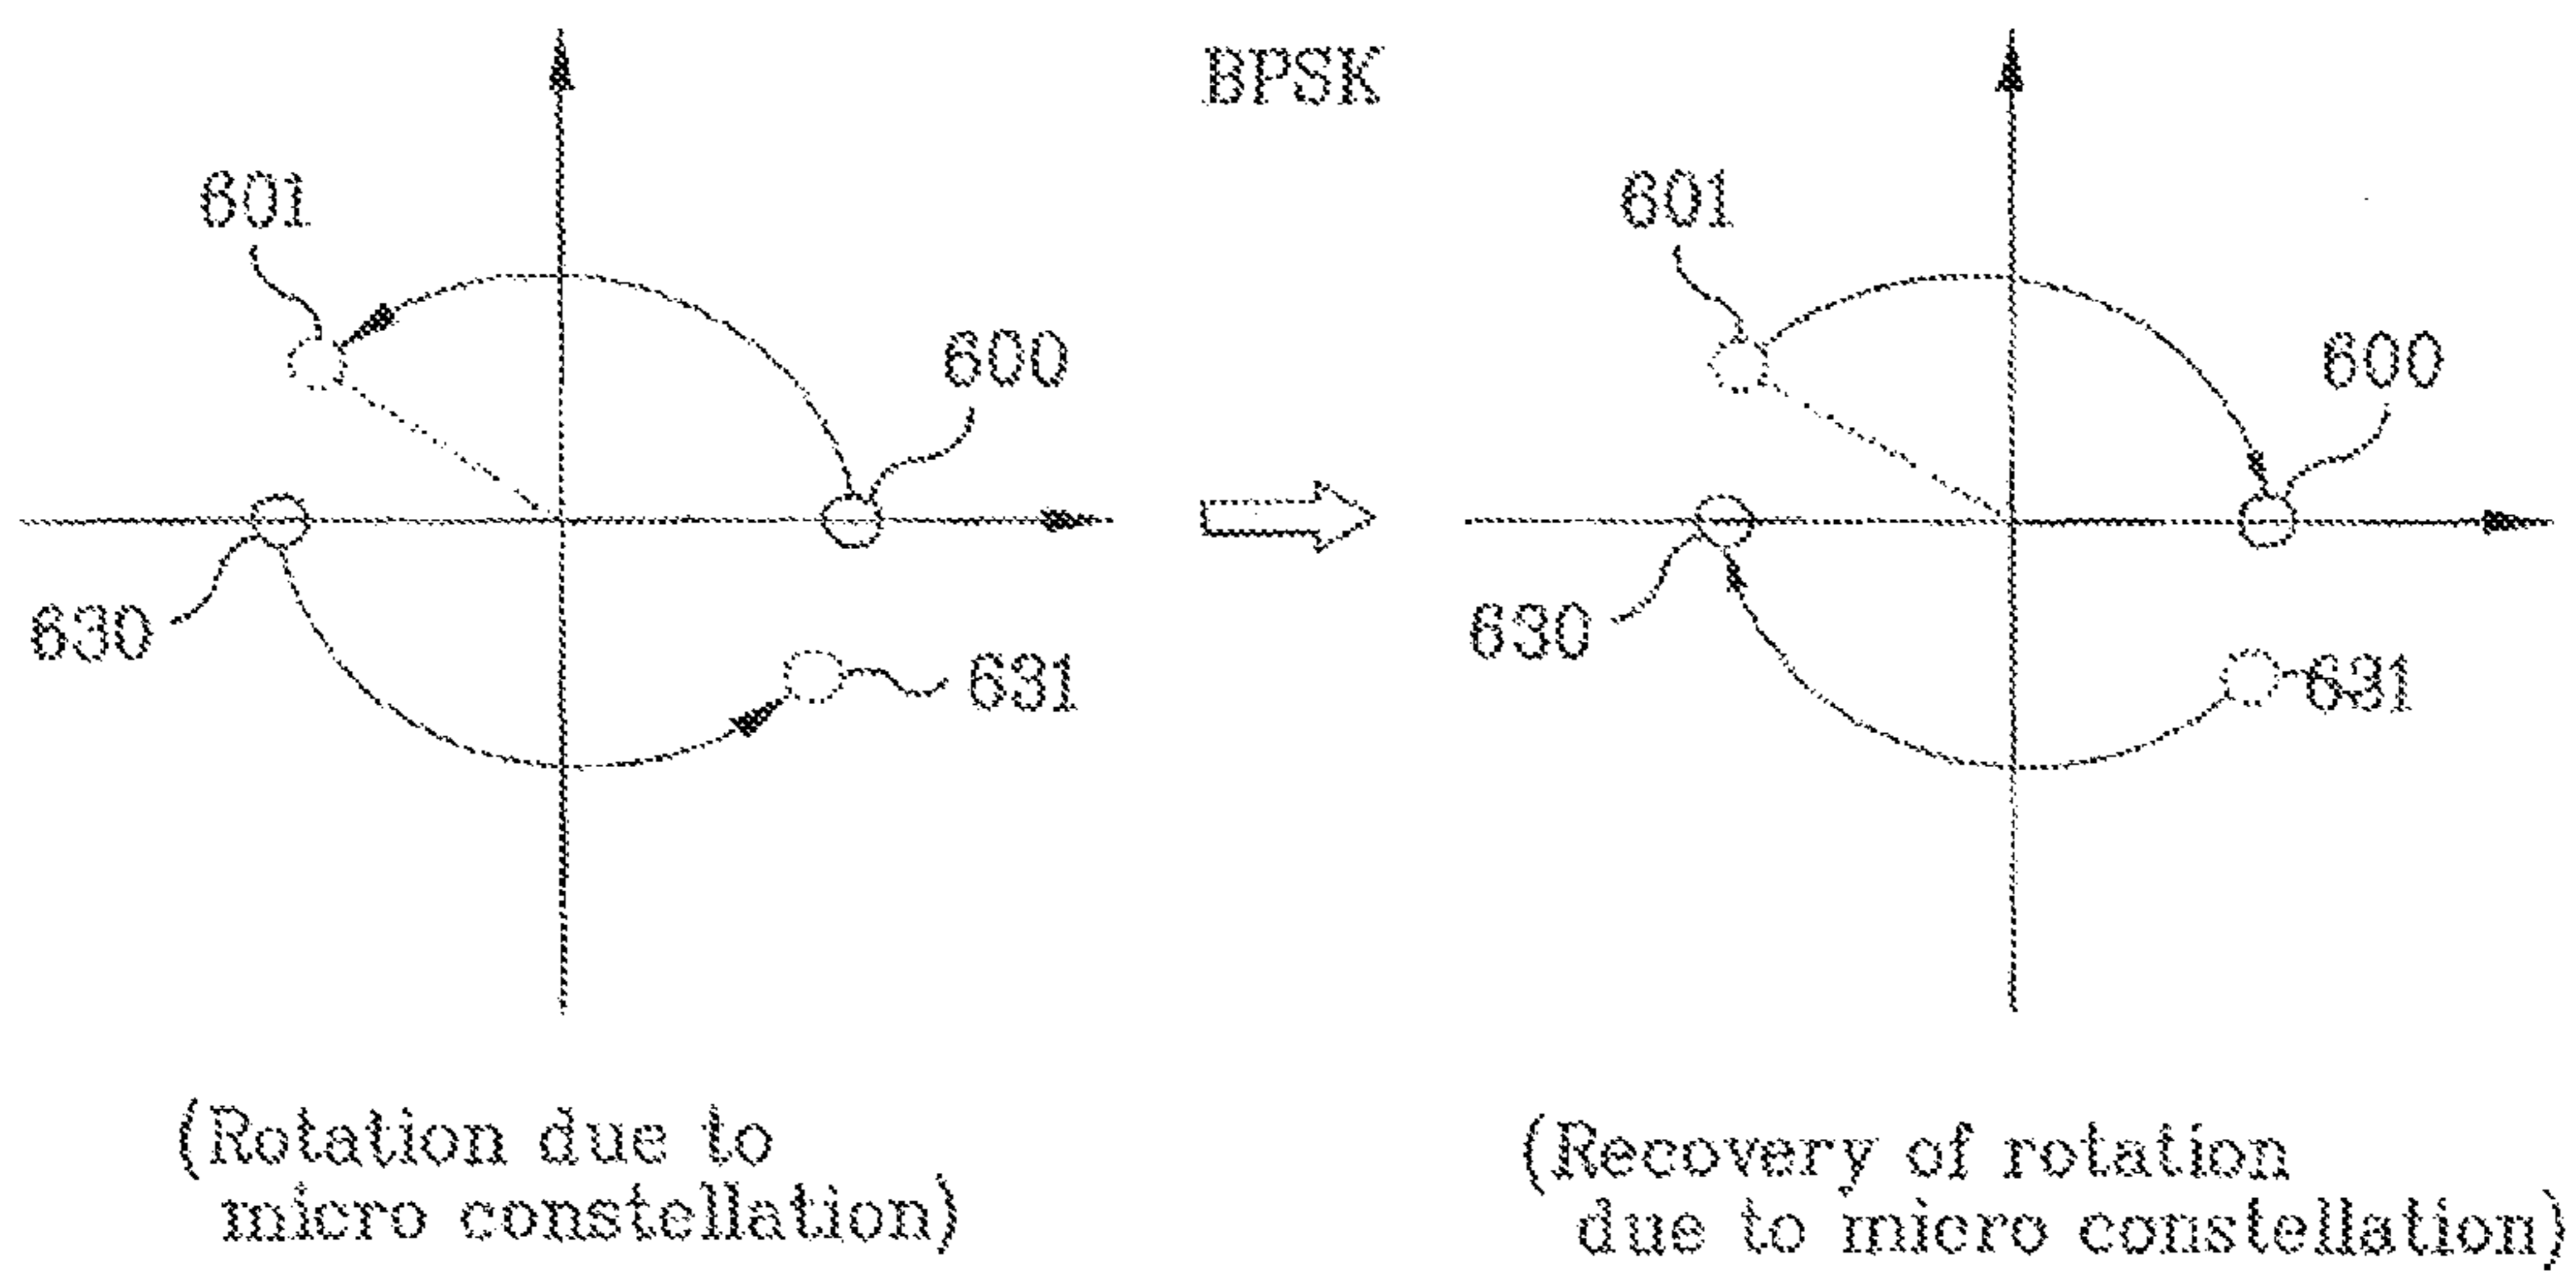 BPSK
601
600
630
631
(Rotation due to
micro constellation)
601
600
630
631
(Recovery of rotation
due to micro constellation)